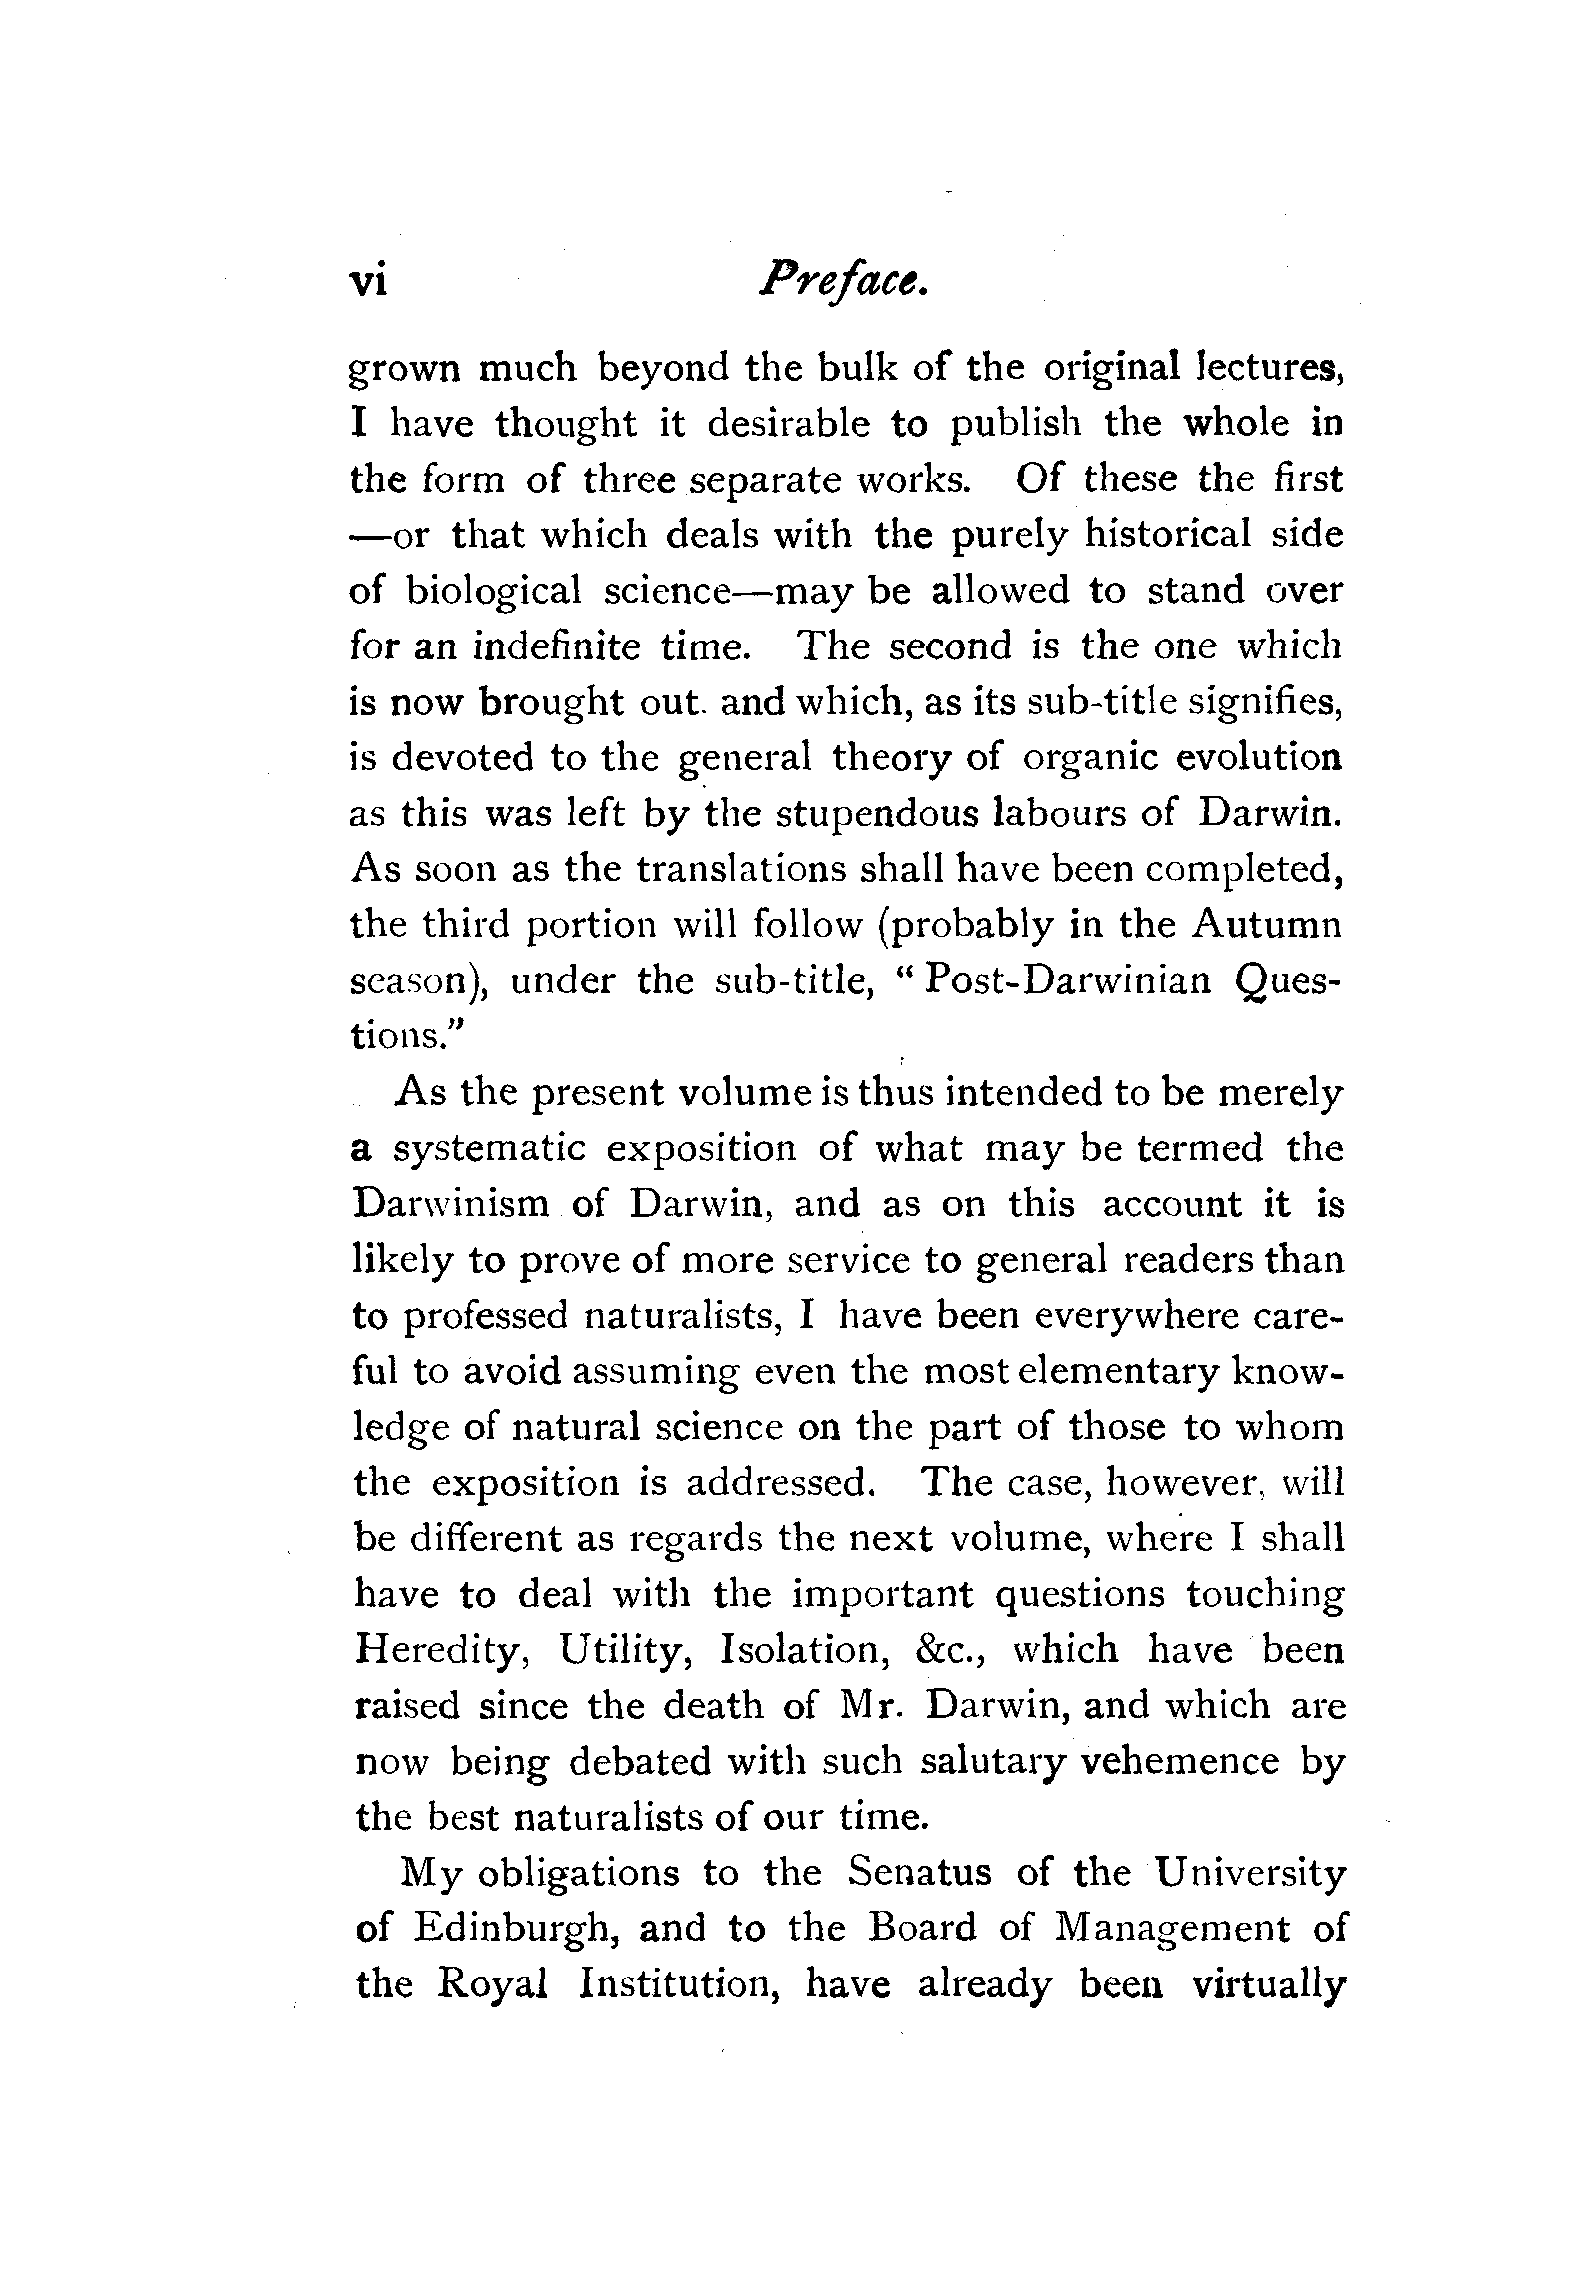 vi Preface.
grown much beyond the bulk of the original lectures,
I have thought it desirable to publish the whole in
the form of three separate works. Of these the first
—or that which deals with the purely historical side
of biological science—may be allowed to stand over
for an indefinite time. The second is the one which
is now brought out. and which, as its sub-title signifies,
is devoted to the general theory of organic evolution
as this was left by the stupendous labours of Darwin.
As soon as the translations shall have been completed,
the third portion will follow (probably in the Autumn
season), under the sub-title, “ Post-Darwinian Ques-
tions.”
As the present volume is thus intended to be merely
a systematic exposition of what may be termed the
Darwinism of Darwin, and as on this account it is
likely to prove of more service to general readers than
to professed naturalists, I have been everywhere care-
ful to avoid assuming even the most elementary know-
ledge of natural science on the part of those to whom
the exposition is addressed. The case, however, will
be different as regards the next volume, where I shall
have to deal with the important questions touching
Heredity, Utility, Isolation, &c., which have been
raised since the death of Mr. Darwin, and which are
now being debated with such salutary vehemence by
the best naturalists of our time.
My obligations to the Senatus of the University
of Edinburgh, and to the Board of Management of
the Royal Institution, have already been virtually